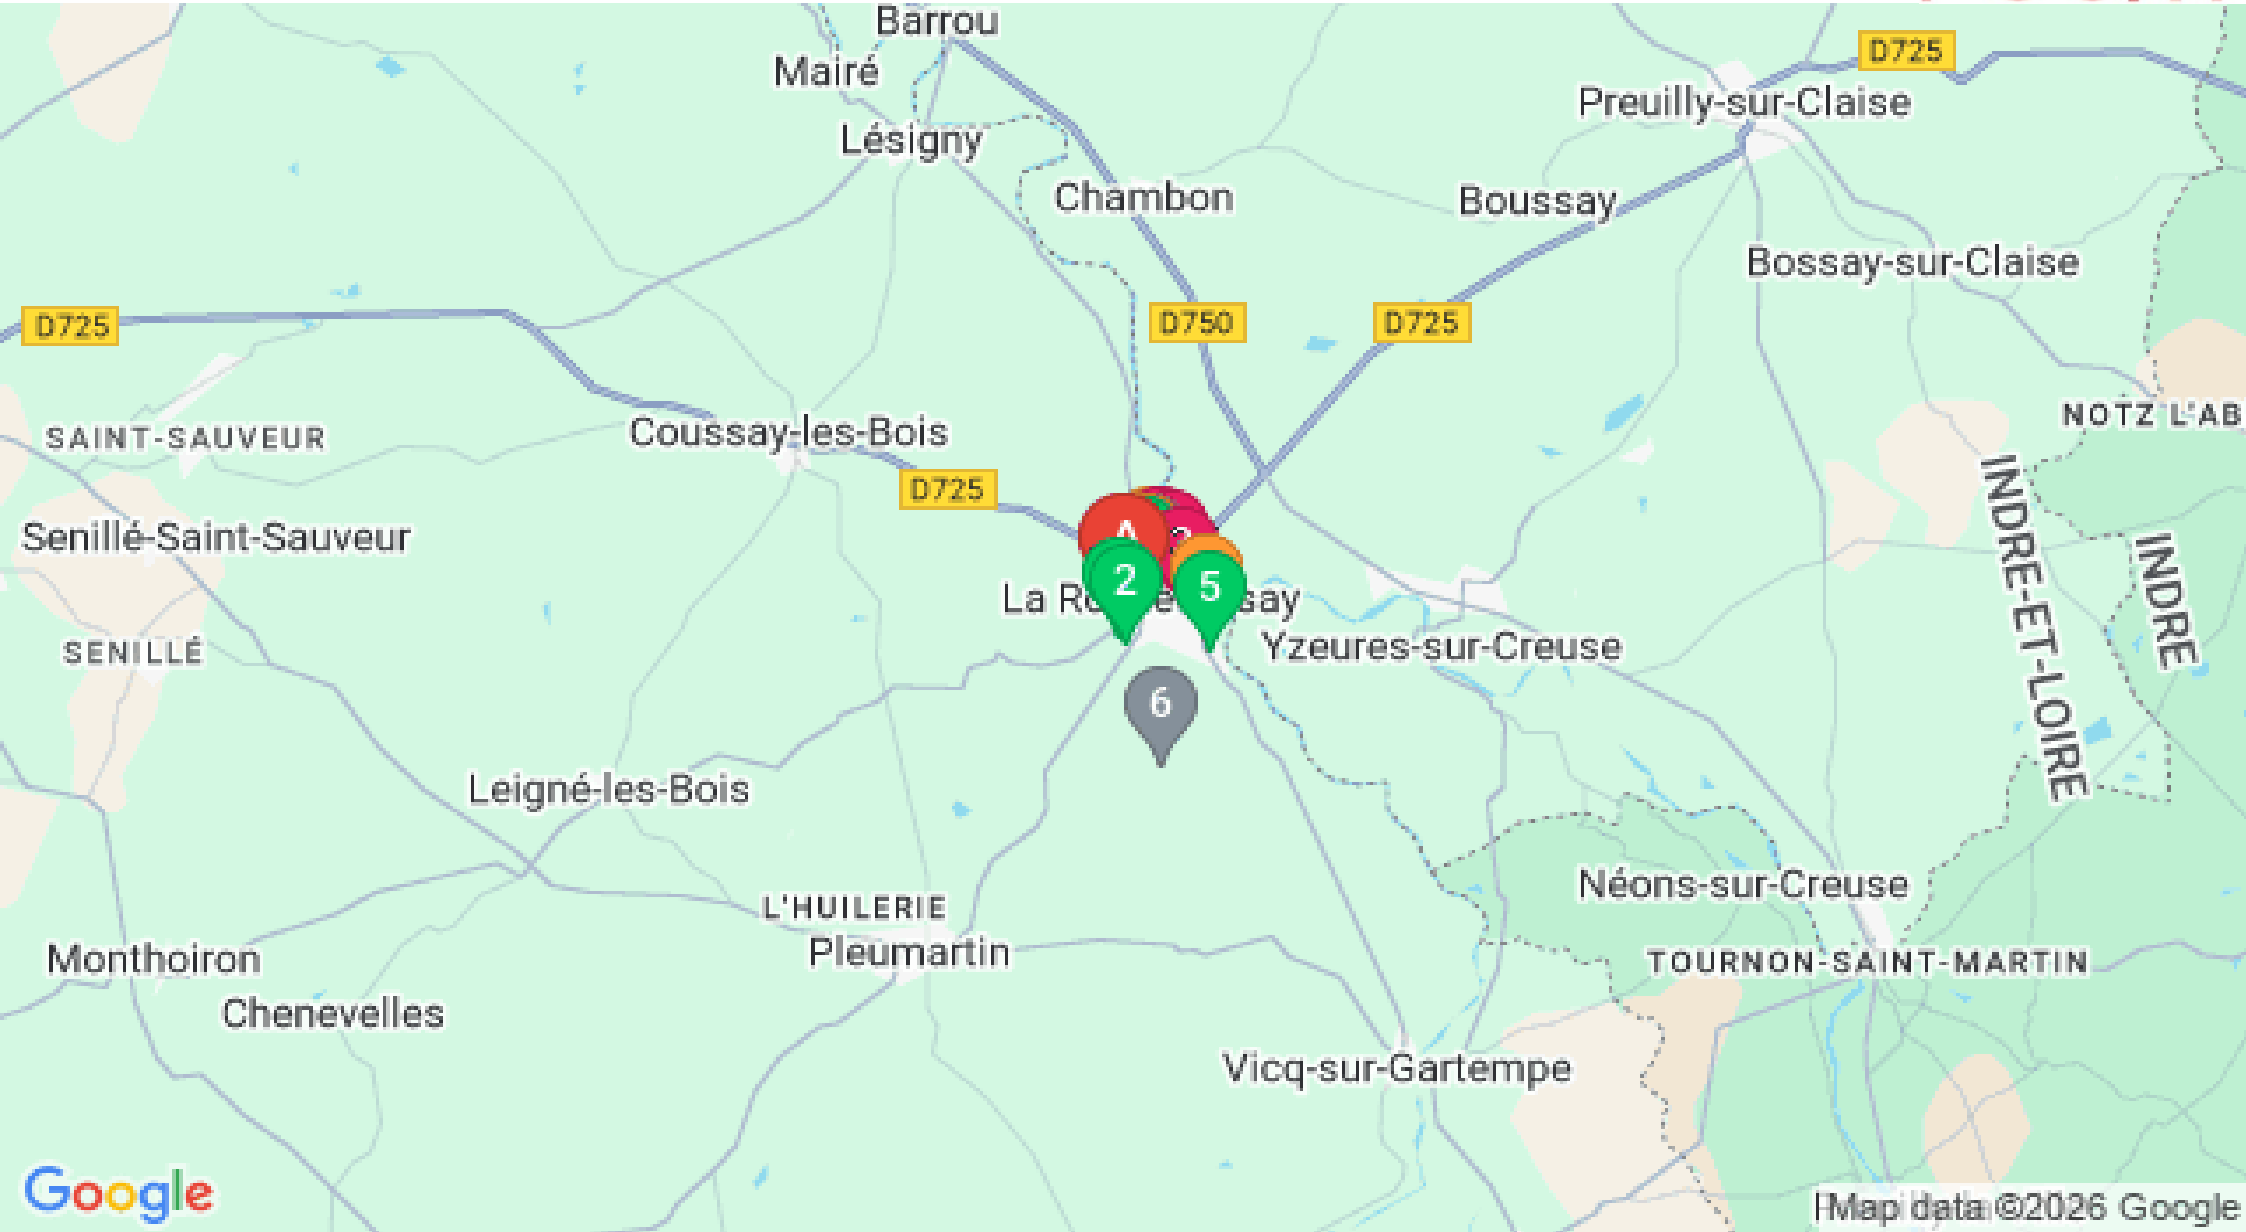 Barrou
D725
Mairé
Preuilly-sur-Claise
Lésigny
Chambon
Boussay
Bossay-sur-Claise
D725
D750
D725
NOTZ L'AB
Coussay-les-Bois
SAINT-SAUVEUR
D725
INDRE-ET-LOIRE
INDRE
Senillé-Saint-Sauveur
A
2
5
La Ro
say
Yzeures-sur-Creuse
SENILLÉ
6
Leigné-les-Bois
Néons-sur-Creuse
L'HUILERIE
Pleumartin
Monthoiron
TOURNON-SAINT-MARTIN
Chenevelles
Vicq-sur-Gartempe
Google
Map data ©2026 Google